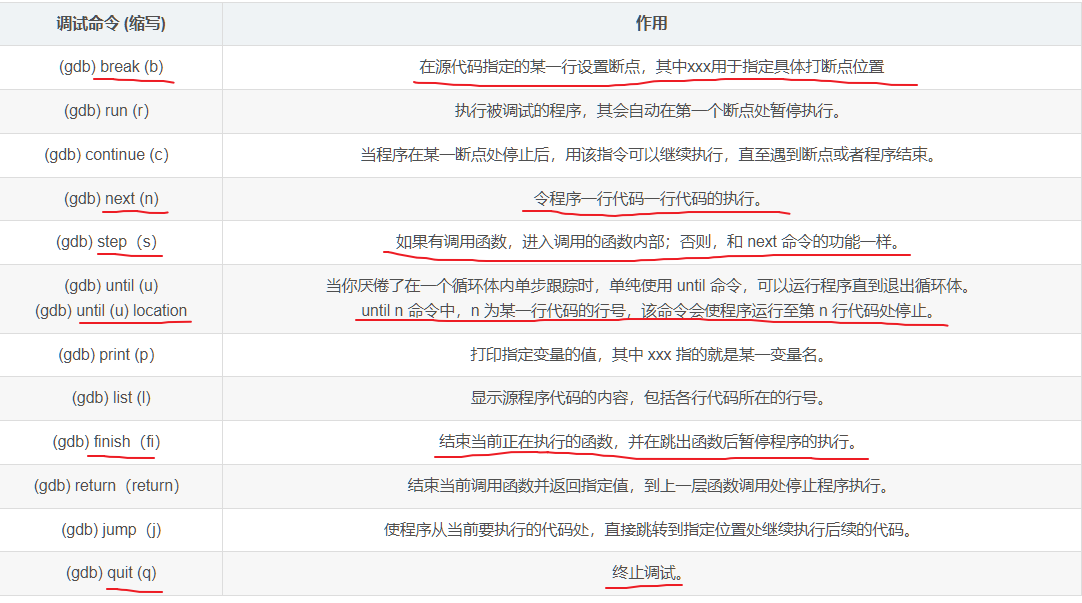 调试命令 (缩写) 作用
(gdb) break (b) 在源代码指定的某一行设置断点，其中xxx用于指定具体打断点位置
(gdb) run (r) 执行被调试的程序，其会自动在第一个断点处暂停执行。
(gdb) continue (c) 当程序在某一断点处停止后，用该指令可以继续执行，直至遇到断点或者程序结束。
(gdb) next (n) 令程序一行代码一行代码的执行。
(gdb) step（s） 如果有调用函数，进入调用的函数内部；否则，和 next 命令的功能一样。
(gdb) until (u) 当你厌倦了在一个循环体内单步跟踪时，单纯使用 until 命令，可以运行程序直到退出循环体。
(gdb) until (u) location until n 命令中，n 为某一行代码的行号，该命令会使程序运行至第 n 行代码处停止。
(gdb) print (p) 打印指定变量的值，其中 xxx 指的就是某一变量名。
(gdb) list (l) 显示源程序代码的内容，包括各行代码所在的行号。
(gdb) finish（fi） 结束当前正在执行的函数，并在跳出函数后暂停程序的执行。
(gdb) return（return） 结束当前调用函数并返回指定值，到上一层函数调用处停止程序执行。
(gdb) jump（j） 使程序从当前要执行的代码处，直接跳转到指定位置处继续执行后续的代码。
(gdb) quit (q) 终止调试。